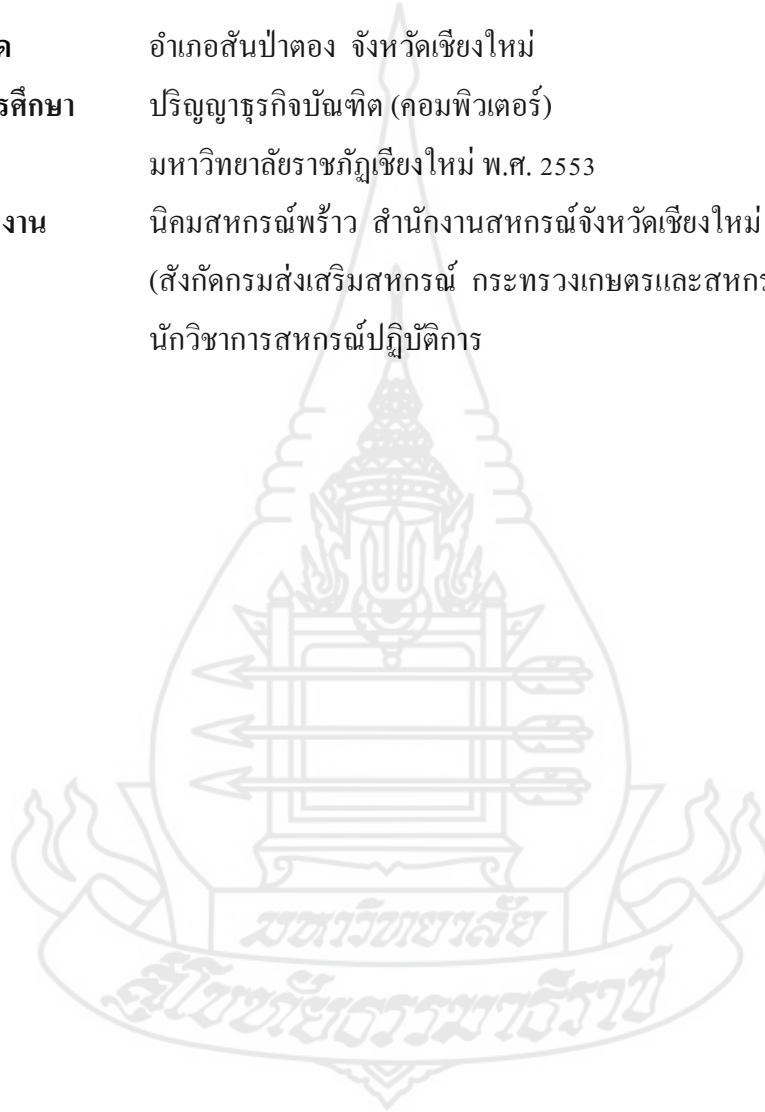 ด อำเภอสันป่าตอง จังหวัดเชียงใหม่
รศึกษา ปริญญาธุรกิจบัณฑิต (คอมพิวเตอร์)
มหาวิทยาลัยราชภัฏเชียงใหม่ พ.ศ. 2553
งาน นิคมสหกรณ์พร้าว สำนักงานสหกรณ์จังหวัดเชียงใหม่
(สังกัดกรมส่งเสริมสหกรณ์ กระทรวงเกษตรและสหกร
นักวิชาการสหกรณ์ปฏิบัติการ
มหาวิทยาลัย
สุโขทัยธรรมาธิราช